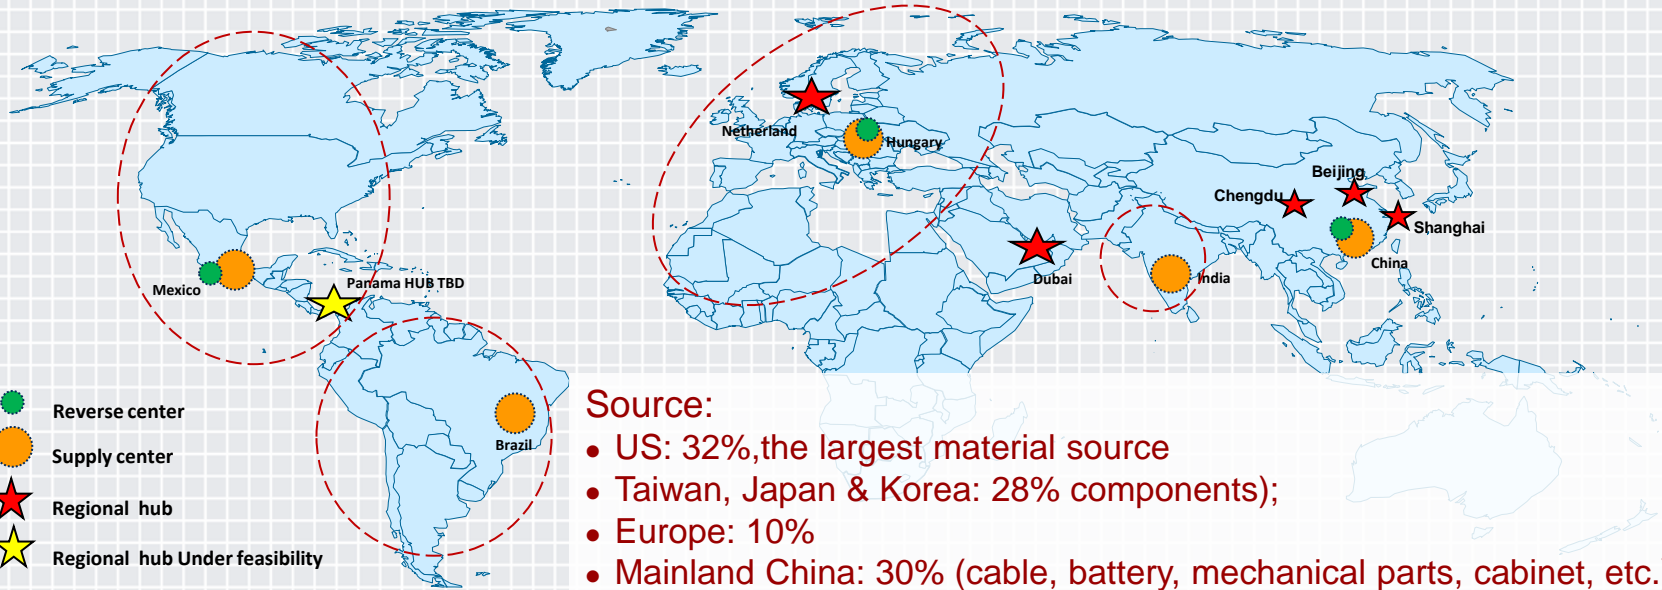 Netherland
Hungary
Beijing
Chengdu
Shanghai
China
Mexico
Panama HUB TBD
Dubai
India
Brazil
Reverse center
Supply center
Regional hub
Regional hub Under feasibility
Source:
• US: 32%,the largest material source
• Taiwan, Japan & Korea: 28% components);
• Europe: 10%
• Mainland China: 30% (cable, battery, mechanical parts, cabinet, etc.